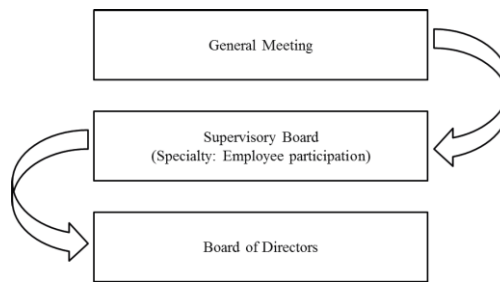 General Meeting
Supervisory Board
(Specialty: Employee participation)
Board of Directors